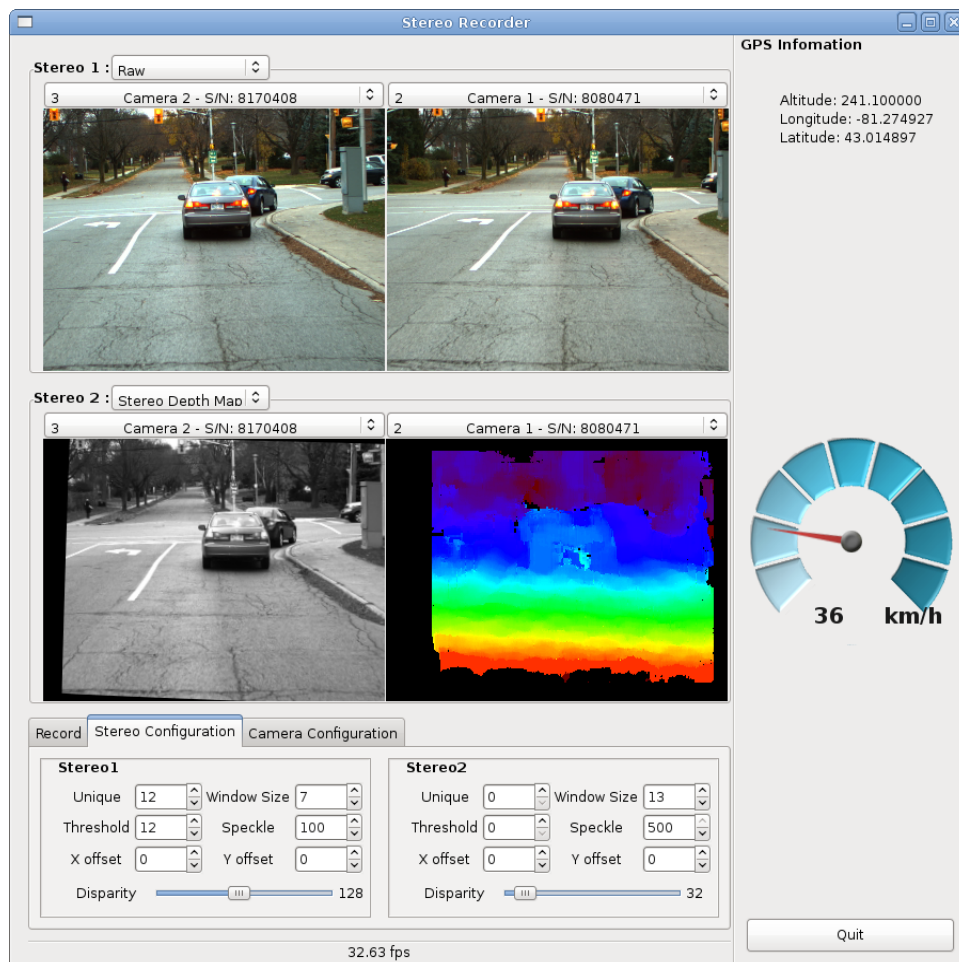 Stereo Recorder
GPS Infomation
Stereo 1 : Raw
3 Camera 2 - S/N: 8170408
2 Camera 1 - S/N: 8080471
Altitude: 241.100000
Longitude: -81.274927
Latitude: 43.014897
Stereo 2 : Stereo Depth Map
3 Camera 2 - S/N: 8170408
2 Camera 1 - S/N: 8080471
36 km/h
Record Stereo Configuration Camera Configuration
Stereo1
Unique 12 Window Size 7
Threshold 12 Speckle 100
X offset 0 Y offset 0
Disparity 128
Stereo2
Unique 0 Window Size 13
Threshold 0 Speckle 500
X offset 0 Y offset 0
Disparity 32
Quit
32.63 fps